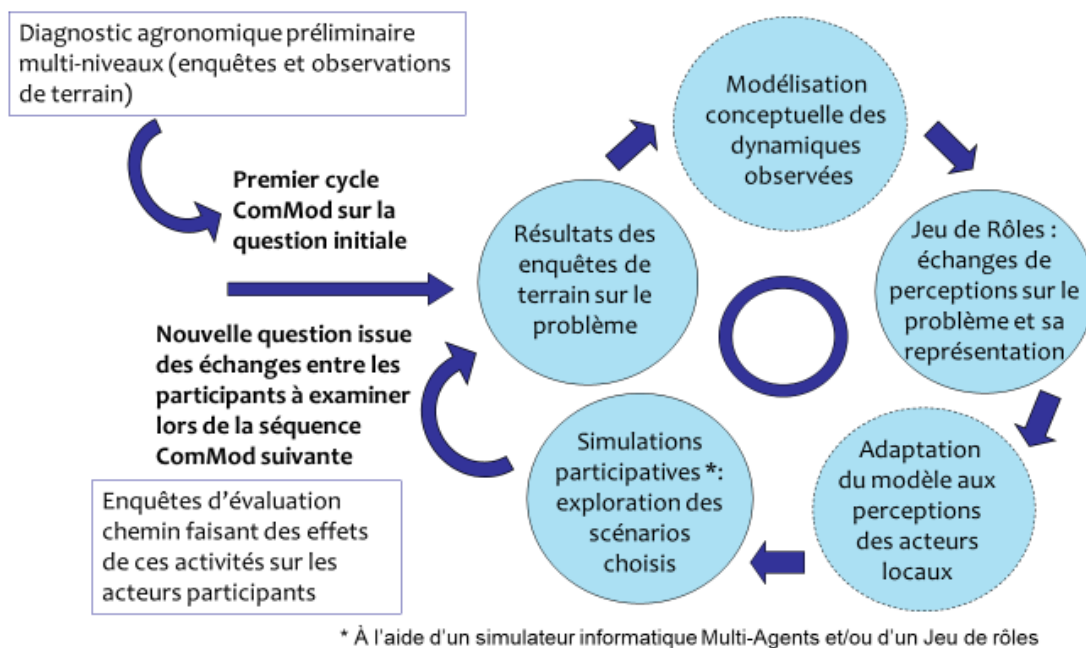 Diagnostic agronomique préliminaire
multi-niveaux (enquêtes et observations
de terrain)
Premier cycle
ComMod sur la
question initiale
Nouvelle question issue
des échanges entre les
participants à examiner
lors de la séquence
ComMod suivante
Enquêtes d'évaluation
chemin faisant des effets
de ces activités sur les
acteurs participants
Résultats des
enquêtes de
terrain sur le
problème
Modélisation
conceptuelle des
dynamiques
observées
Jeu de Rôles :
échanges de
perceptions sur le
problème et sa
représentation
Adaptation
du modèle aux
perceptions
des acteurs
locaux
Simulations
participatives *:
exploration des
scénarios
choisis
* À l'aide d'un simulateur informatique Multi-Agents et/ou d'un Jeu de rôles